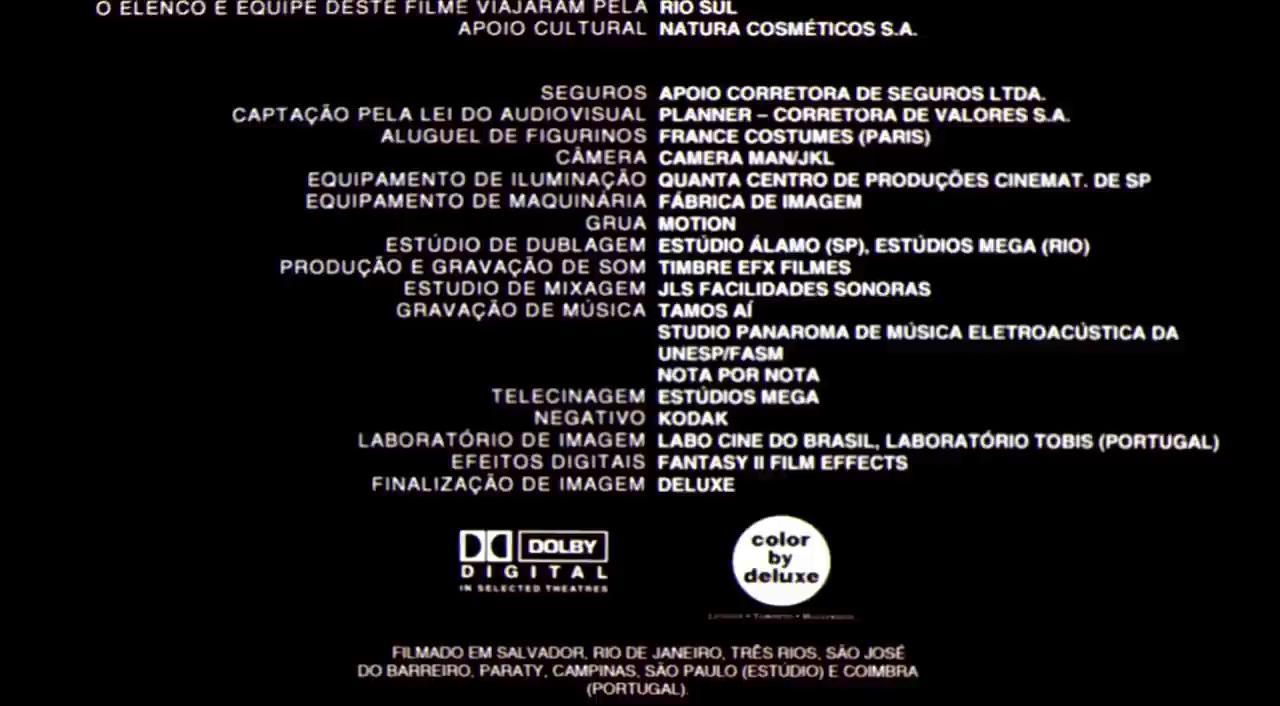 O ELENCO E EQUIPE DESTE FILME VIAJARAM PELA RIO SUL
APOIO CULTURAL NATURA COSMÉTICOS S.A.
SEGUROS APOIO CORRETORA DE SEGUROS LTDA.
CAPTAÇÃO PELA LEI DO AUDIOVISUAL PLANNER – CORRETORA DE VALORES S.A.
ALUGUEL DE FIGURINOS FRANCE COSTUMES (PARIS)
CÂMERA CAMERA MAN/JKL
EQUIPAMENTO DE ILUMINAÇÃO QUANTA CENTRO DE PRODUÇÕES CINEMAT. DE SP
EQUIPAMENTO DE MAQUINÁRIA FÁBRICA DE IMAGEM
GRUA MOTION
ESTÚDIO DE DUBLAGEM ESTÚDIO ÁLAMO (SP), ESTÚDIOS MEGA (RIO)
PRODUÇÃO E GRAVAÇÃO DE SOM TIMBRE EFX FILMES
ESTUDIO DE MIXAGEM JLS FACILIDADES SONORAS
GRAVAÇÃO DE MÚSICA TAMOS AÍ
STUDIO PANAROMA DE MÚSICA ELETROACÚSTICA DA
UNESP/FASM
NOTA POR NOTA
TELECINAGEM ESTÚDIOS MEGA
NEGATIVO KODAK
LABORATÓRIO DE IMAGEM LABO CINE DO BRASIL, LABORATÓRIO TOBIS (PORTUGAL)
EFEITOS DIGITAIS FANTASY II FILM EFFECTS
FINALIZAÇÃO DE IMAGEM DELUXE
DOLBY
DIGITAL
IN SELECTED THEATRES
color
by
deluxe
FILMADO EM SALVADOR, RIO DE JANEIRO, TRÊS RIOS, SÃO JOSÉ
DO BARREIRO, PARATY, CAMPINAS, SÃO PAULO (ESTÚDIO) E COIMBRA
(PORTUGAL).